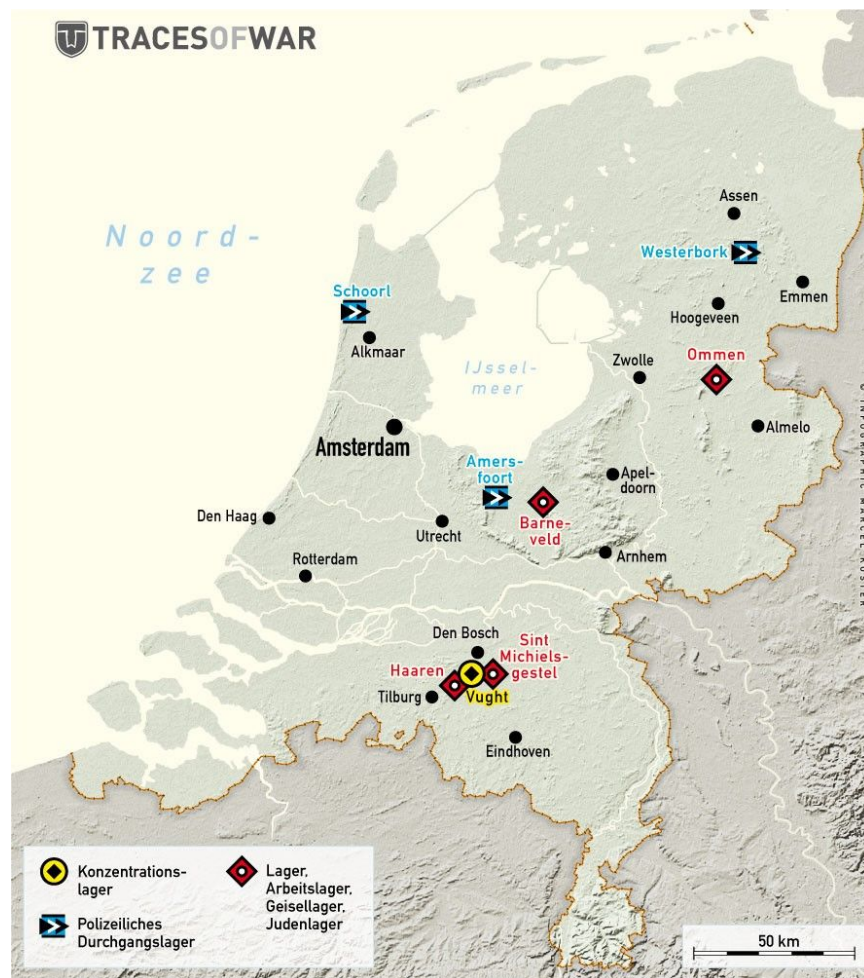 TRACESOFWAR
Noord-
zee
Assen
Westerbork
Emmen
Schoorl
Hoogeveen
Alkmaar
Ommen
Zwolle
IJssel-
meer
Almelo
Amsterdam
Amers-
foort
Apel-
doorn
Barne-
veld
Den Haag
Utrecht
Arnhem
Rotterdam
Den Bosch
Sint
Michiels-
gestel
Haaren
Tilburg
Vught
Eindhoven
Konzentrations-
lager
Polizeiliches
Durchgangslager
Lager,
Arbeitslager,
Geisellager,
Judenlager
50 km